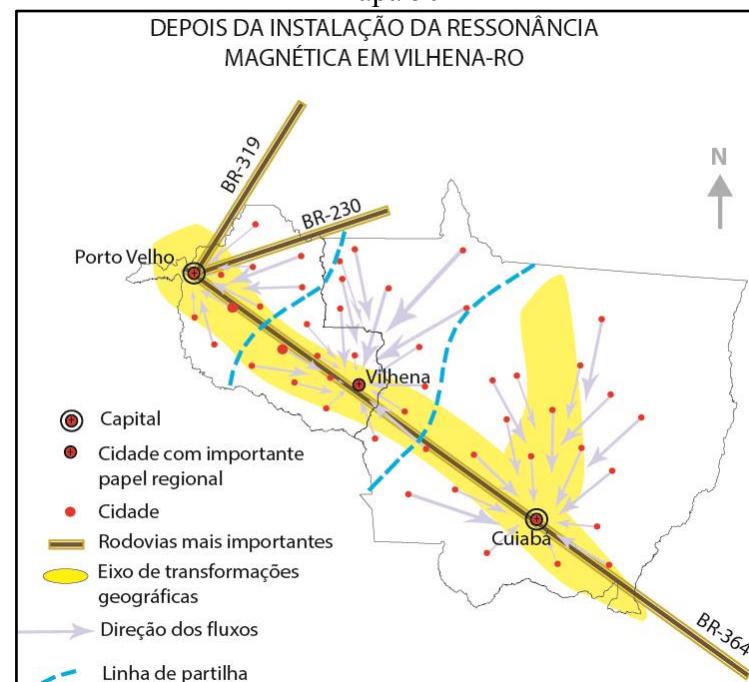 DEPOIS DA INSTALAÇÃO DA RESSONÂNCIA
MAGNÉTICA EM VILHENA-RO
BR-319
N
BR-230
Porto Velho
Vilhena
Capital
Cidade com importante
papel regional
Cidade
Cuiabá
Rodovias mais importantes
Eixo de transformações
geográficas
Direção dos fluxos
BR-364
Linha de partilha